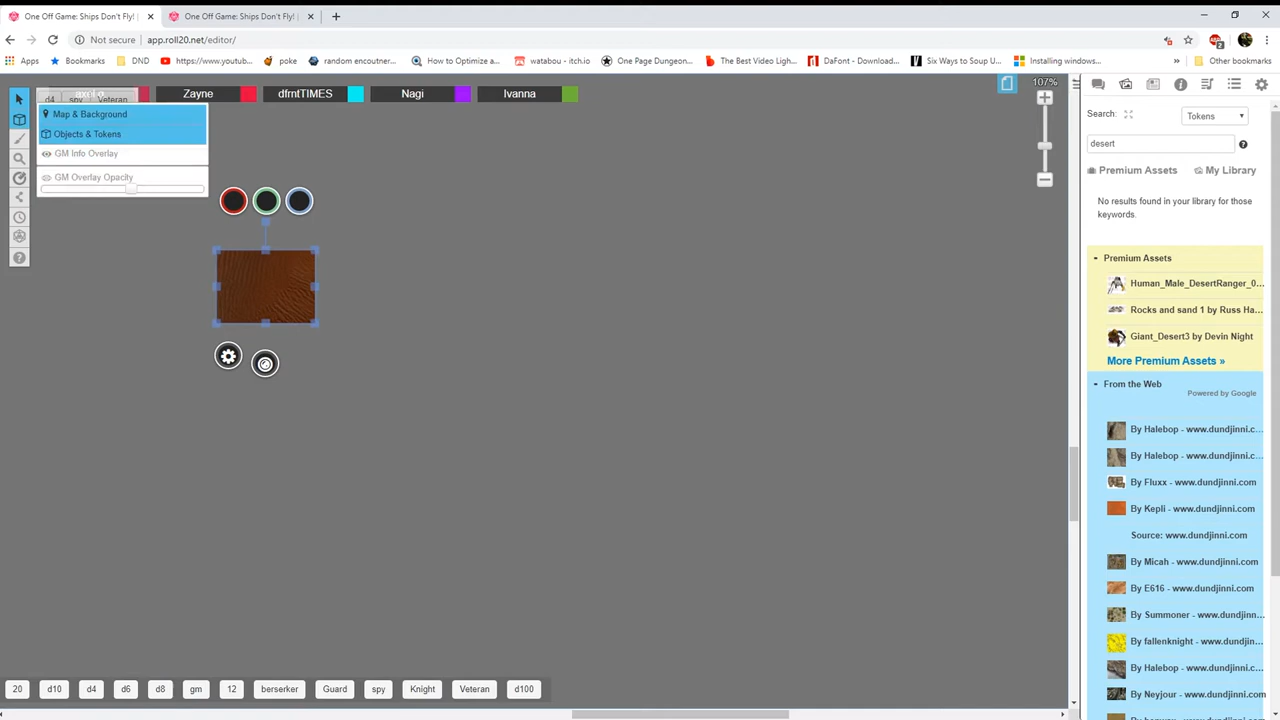 One Off Game: Ships Don't Fly! |
One Off Game: Ships Don't Fly! |
Not secure
app.roll20.net/editor/
Apps
Bookmarks
DND
https://www.youtub...
poke
random encoutner...
How to Optimize a...
watabou - itch.io
One Page Dungeon...
The Best Video Ligh...
DaFont - Download...
Six Ways to Soup U...
Installing windows...
Other bookmarks
Zayne
dfmtTIMES
Nagi
Ivanna
107%
d4
spy
Veteran
Map & Background
Objects & Tokens
GM Info Overlay
GM Overlay Opacity
Search:
Tokens
desert
Premium Assets
My Library
No results found in your library for those
keywords.
Premium Assets
Human_Male_DesertRanger_0...
Rocks and sand 1 by Russ Ha...
Giant_Desert3 by Devin Night
More Premium Assets »
From the Web
Powered by Google
By Halebop - www.dundjinni.c...
By Halebop - www.dundjinni.c...
By Fluxx - www.dundjinni.com
By Kepli - www.dundjinni.com
Source: www.dundjinni.com
By Micah - www.dundjinni.com
By E616 - www.dundjinni.com
By Summoner - www.dundjinn...
By fallenknight - www.dundjin...
By Halebop - www.dundjinni.c...
By Neyjour - www.dundjinni.com
20
d10
d4
d6
d8
gm
12
berserker
Guard
spy
Knight
Veteran
d100